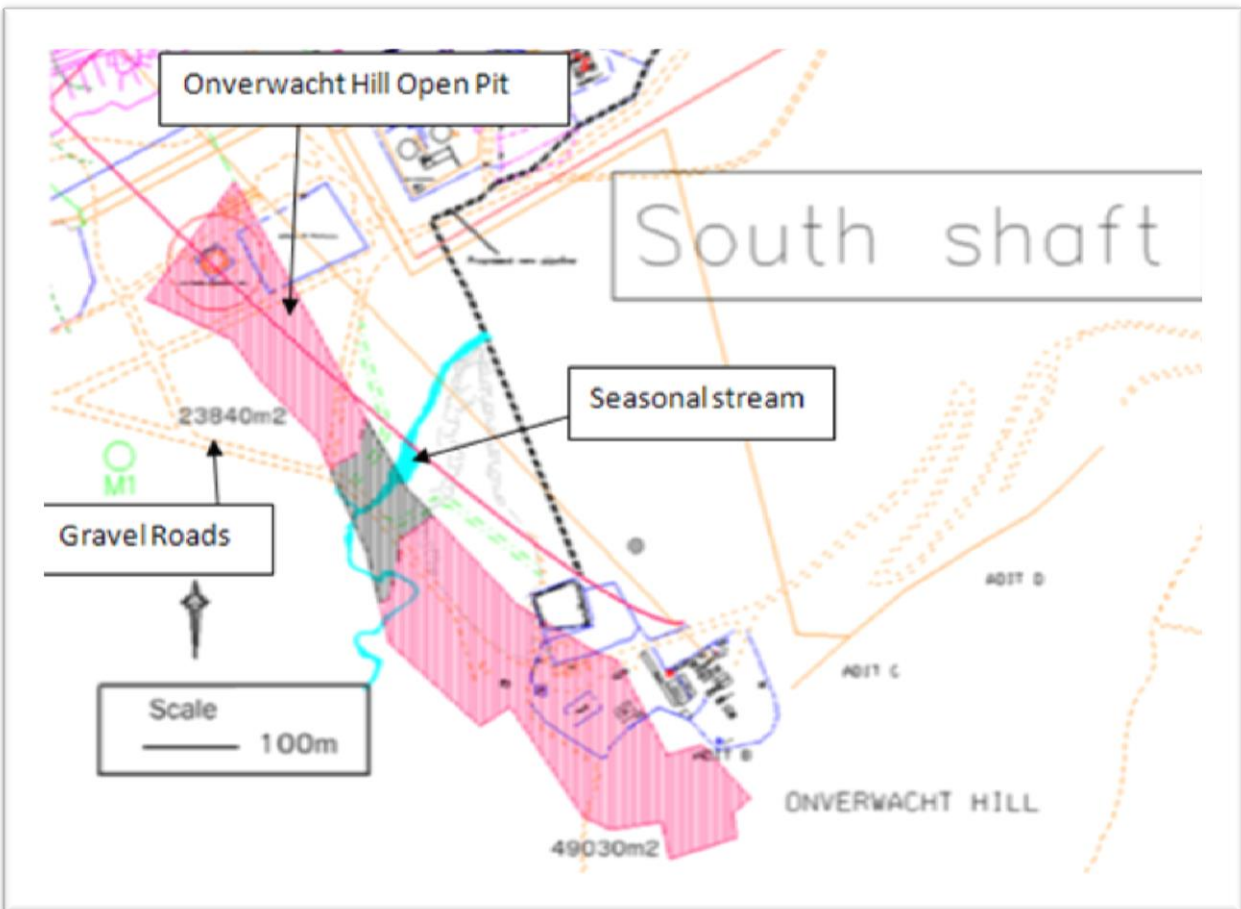 Onverwacht Hill Open Pit
South shaft
Seasonal stream
23840m2
M1
Gravel Roads
ADIT D
ADIT C
Scale
100m
ADIT B
ONVERWACHT HILL
49030m2